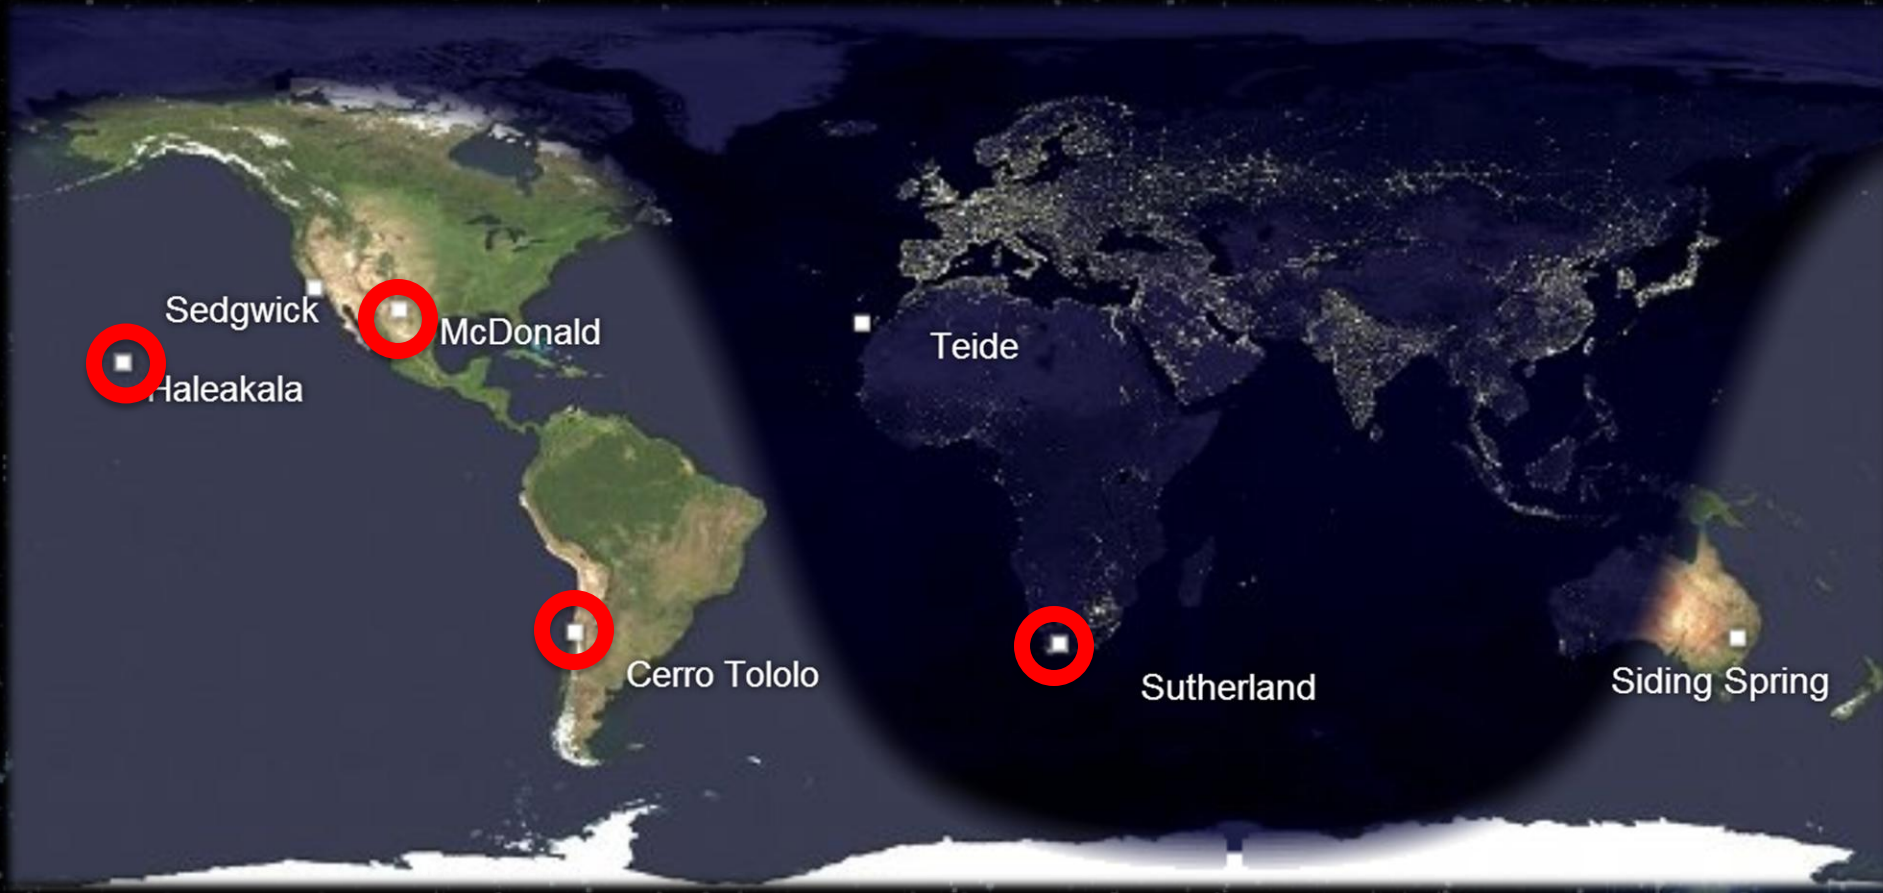 Sedgwick
McDonald
Teide
Haleakala
Cerro Tololo
Sutherland
Siding Spring